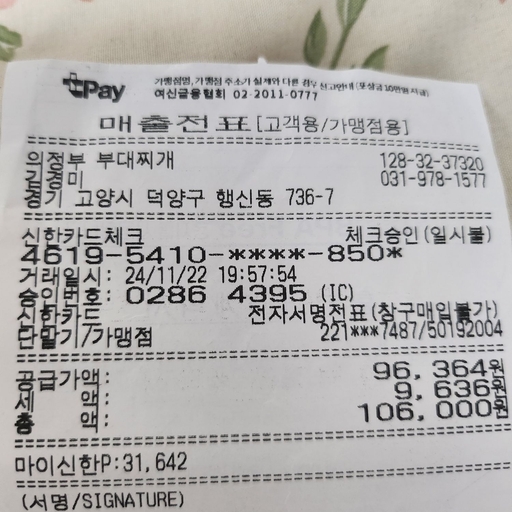 tPay 가맹점명,가맹점 주소가 실제와 다른 경우 신고안내 (포상금 10만원 지급)
여신금융협회 02-2011-0777
매출전표 [고객용/가맹점용]
의정부 부대찌개 128-32-37320
김경미 031-978-1577
경기 고양시 덕양구 행신동 736-7
신한카드체크 체크승인(일시불)
4619-5410-****-850*
거래일시: 24/11/22 19:57:54
승인번호: 0286 4395 (IC)
신한카드 전자서명전표(창구매입불가)
단말기/가맹점 221***7487/50192004
공급가액: 96,364원
세 액: 9,636원
총 액: 106,000원
마이신한P:31,642
(서명/SIGNATURE)